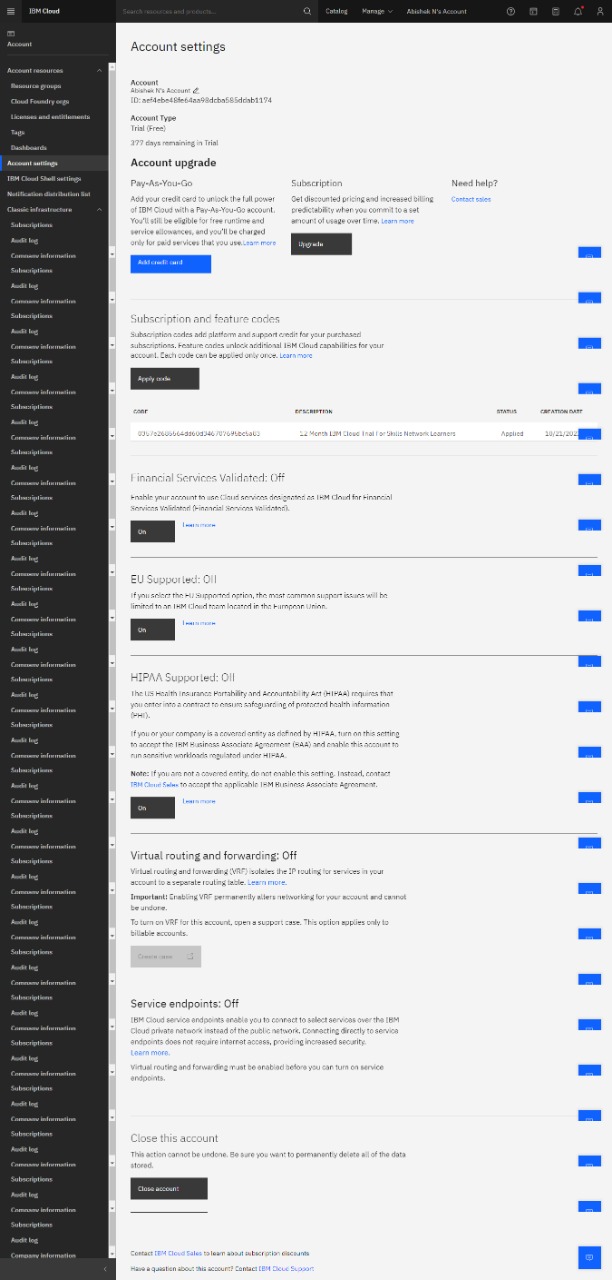 IBM Cloud
Search resources and products...
Catalog
Manage
Abishek N's Account
Account
Account resources
Resource groups
Cloud Foundry orgs
Licenses and entitlements
Tags
Dashboards
Account settings
IBM Cloud Shell settings
Notification distribution list
Classic infrastructure
Subscriptions
Audit log
Company information
Subscriptions
Audit log
Company information
Subscriptions
Audit log
Company information
Subscriptions
Audit log
Company information
Subscriptions
Audit log
Company information
Subscriptions
Audit log
Company information
Subscriptions
Audit log
Company information
Subscriptions
Audit log
Company information
Subscriptions
Audit log
Company information
Subscriptions
Audit log
Company information
Subscriptions
Audit log
Company information
Subscriptions
Audit log
Company information
Subscriptions
Audit log
Company information
Subscriptions
Audit log
Company information
Subscriptions
Audit log
Company information
Subscriptions
Audit log
Company information
Subscriptions
Audit log
Company information
Subscriptions
Audit log
Company information
Subscriptions
Audit log
Company information
Subscriptions
Audit log
Company information
Subscriptions
Audit log
Company information
Subscriptions
Audit log
Company information
Subscriptions
Audit log
Company information
Account settings
Account
Abishek N's Account
ID: aef4ebe48fe64aa98dcba585ddab1174
Account Type
Trial (Free)
377 days remaining in Trial
Account upgrade
Pay-As-You-Go
Add your credit card to unlock the full power
of IBM Cloud with a Pay-As-You-Go account.
You'll still be eligible for free runtime and
service allowances, and you'll be charged
only for paid services that you use.Learn more
Add credit card
Subscription
Get discounted pricing and increased billing
predictability when you commit to a set
amount of usage over time. Learn more
Upgrade
Need help?
Contact sales
Subscription and feature codes
Subscription codes add platform and support credit for your purchased
subscriptions. Feature codes unlock additional IBM Cloud capabilities for your
account. Each code can be applied only once. Learn more
Apply code
CODE DESCRIPTION STATUS CREATION DATE
12 Month IBM Cloud Trial For Skills Network Learners Applied
Financial Services Validated: Off
Enable your account to use Cloud services designated as IBM Cloud for Financial
Services Validated (Financial Services Validated).
On Learn more
EU Supported: Off
If you select the EU Supported option, the most common support issues will be
limited to an IBM Cloud team located in the European Union.
On Learn more
HIPAA Supported: Off
The US Health Insurance Portability and Accountability Act (HIPAA) requires that
you enter into a contract to ensure safeguarding of protected health information
(PHI).
If you or your company is a covered entity as defined by HIPAA, turn on this setting
to accept the IBM Business Associate Agreement (BAA) and enable this account to
run sensitive workloads regulated under HIPAA.
Note: If you are not a covered entity, do not enable this setting. Instead, contact
IBM Cloud Sales to accept the applicable IBM Business Associate Agreement.
On Learn more
Virtual routing and forwarding: Off
Virtual routing and forwarding (VRF) isolates the IP routing for services in your
account to a separate routing table. Learn more.
Important: Enabling VRF permanently alters networking for your account and cannot
be undone.
To turn on VRF for this account, open a support case. This option applies only to
billable accounts.
Create case
Service endpoints: Off
IBM Cloud service endpoints enable you to connect to select services over the IBM
Cloud private network instead of the public network. Connecting directly to service
endpoints does not require internet access, providing increased security.
Learn more.
Virtual routing and forwarding must be enabled before you can turn on service
endpoints.
Close this account
This action cannot be undone. Be sure you want to permanently delete all of the data
stored.
Close account
Contact IBM Cloud Sales to learn about subscription discounts
Have a question about this account? Contact IBM Cloud Support